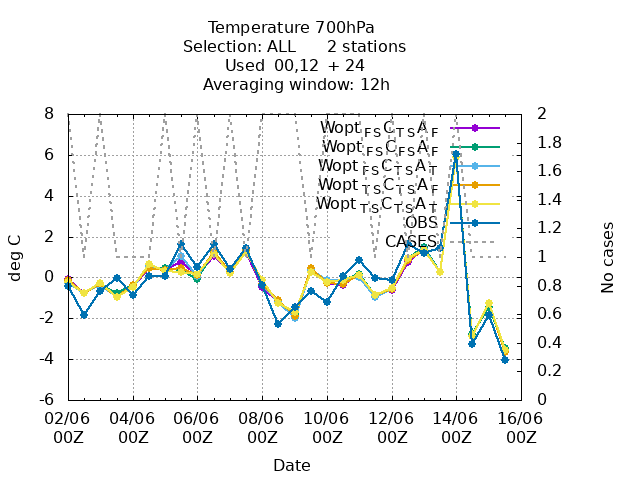 Temperature 700hPa
Selection: ALL 2 stations
Used 00,12 + 24
Averaging window: 12h
8
6
4
2
0
-2
-4
-6
deg C
2
1.8
1.6
1.4
1.2
1
0.8
0.6
0.4
0.2
0
No cases
Wopt FS C TS A F
Wopt FS C FS A F
Wopt FS C TS A T
Wopt TS C TS A F
Wopt TS C TS A T
OBS
CASES
02/06 04/06 06/06 08/06 10/06 12/06 14/06 16/06
00Z 00Z 00Z 00Z 00Z 00Z 00Z 00Z
Date